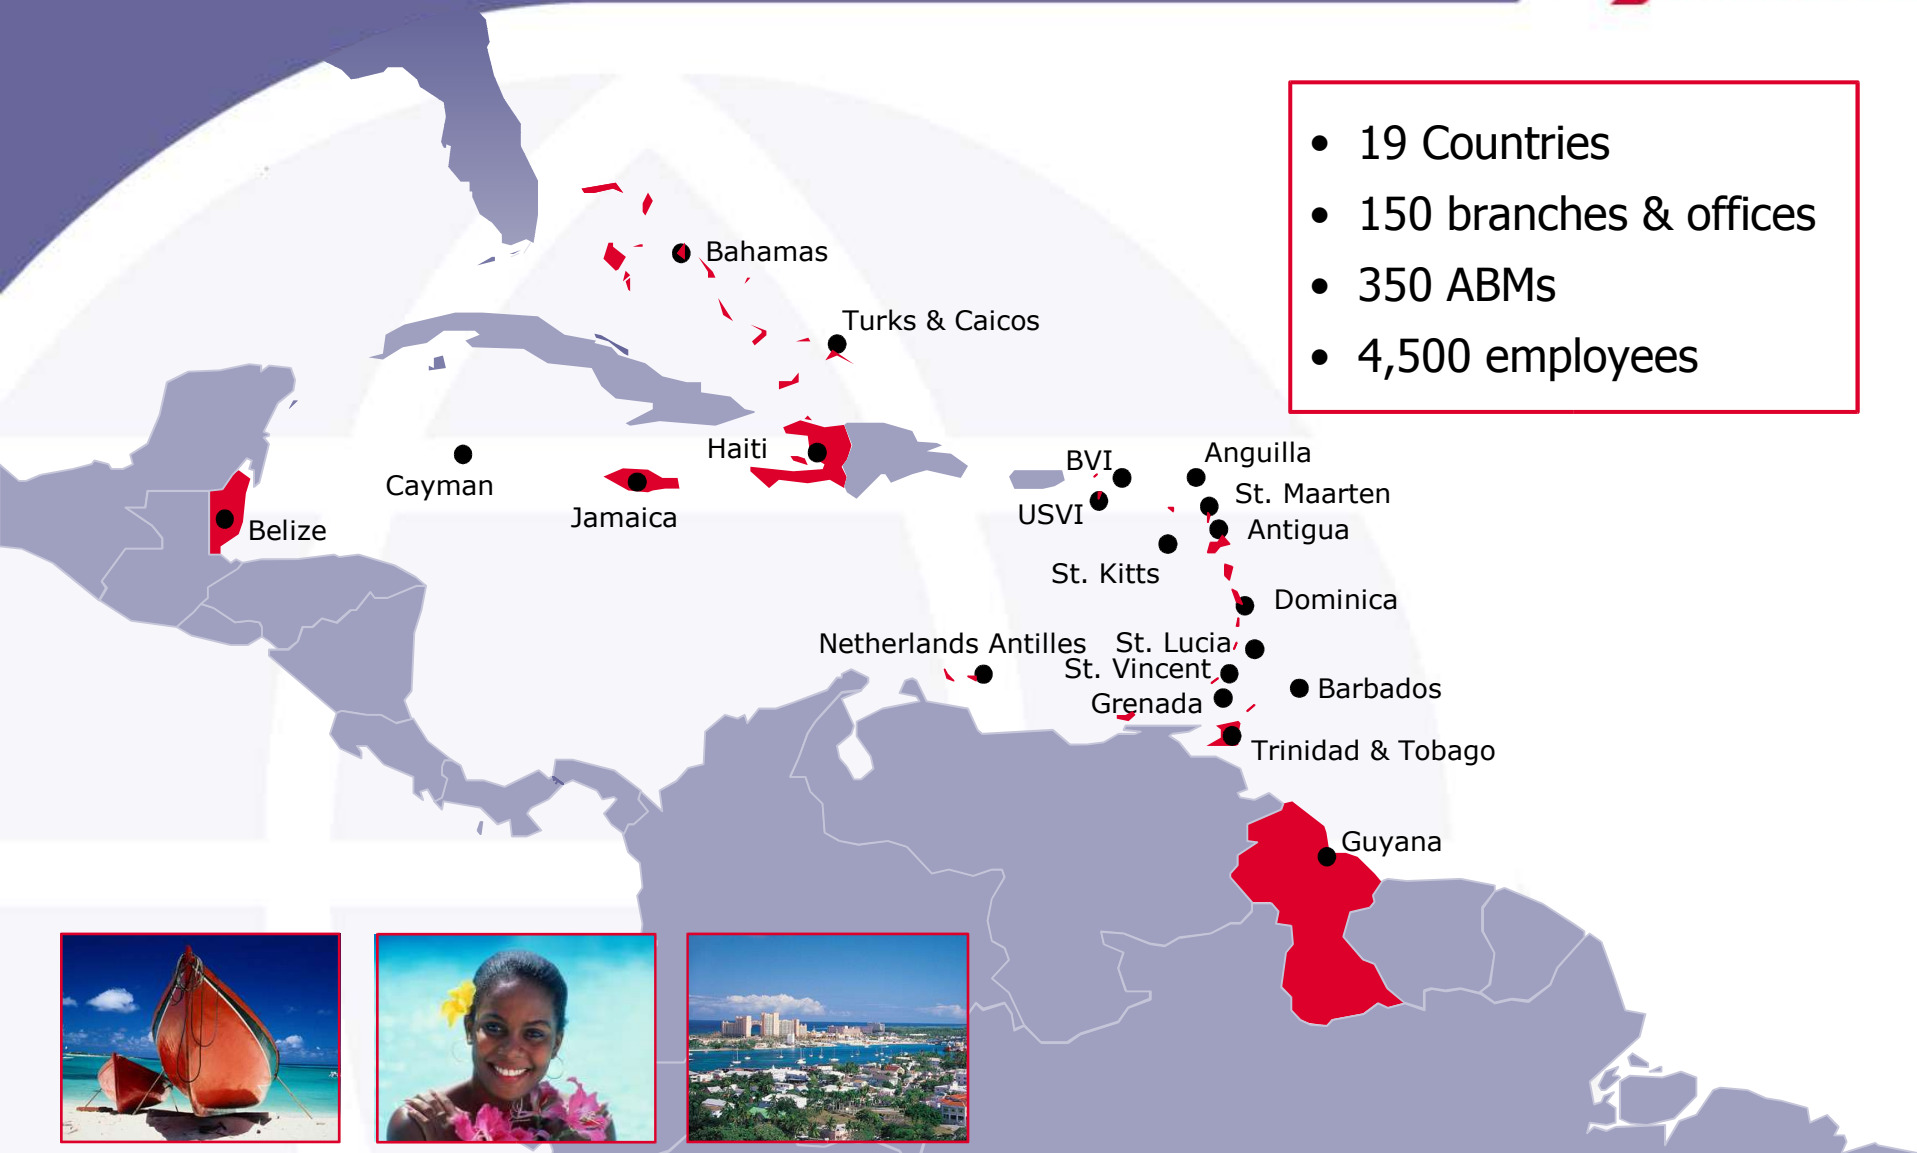 • 19 Countries
• 150 branches & offices
• 350 ABMs
• 4,500 employees
Bahamas
Turks & Caicos
Haiti
Cayman
Jamaica
Belize
BVI
Anguilla
USVI
St. Maarten
Antigua
St. Kitts
Dominica
Netherlands Antilles
St. Lucia
St. Vincent
Barbados
Grenada
Trinidad & Tobago
Guyana